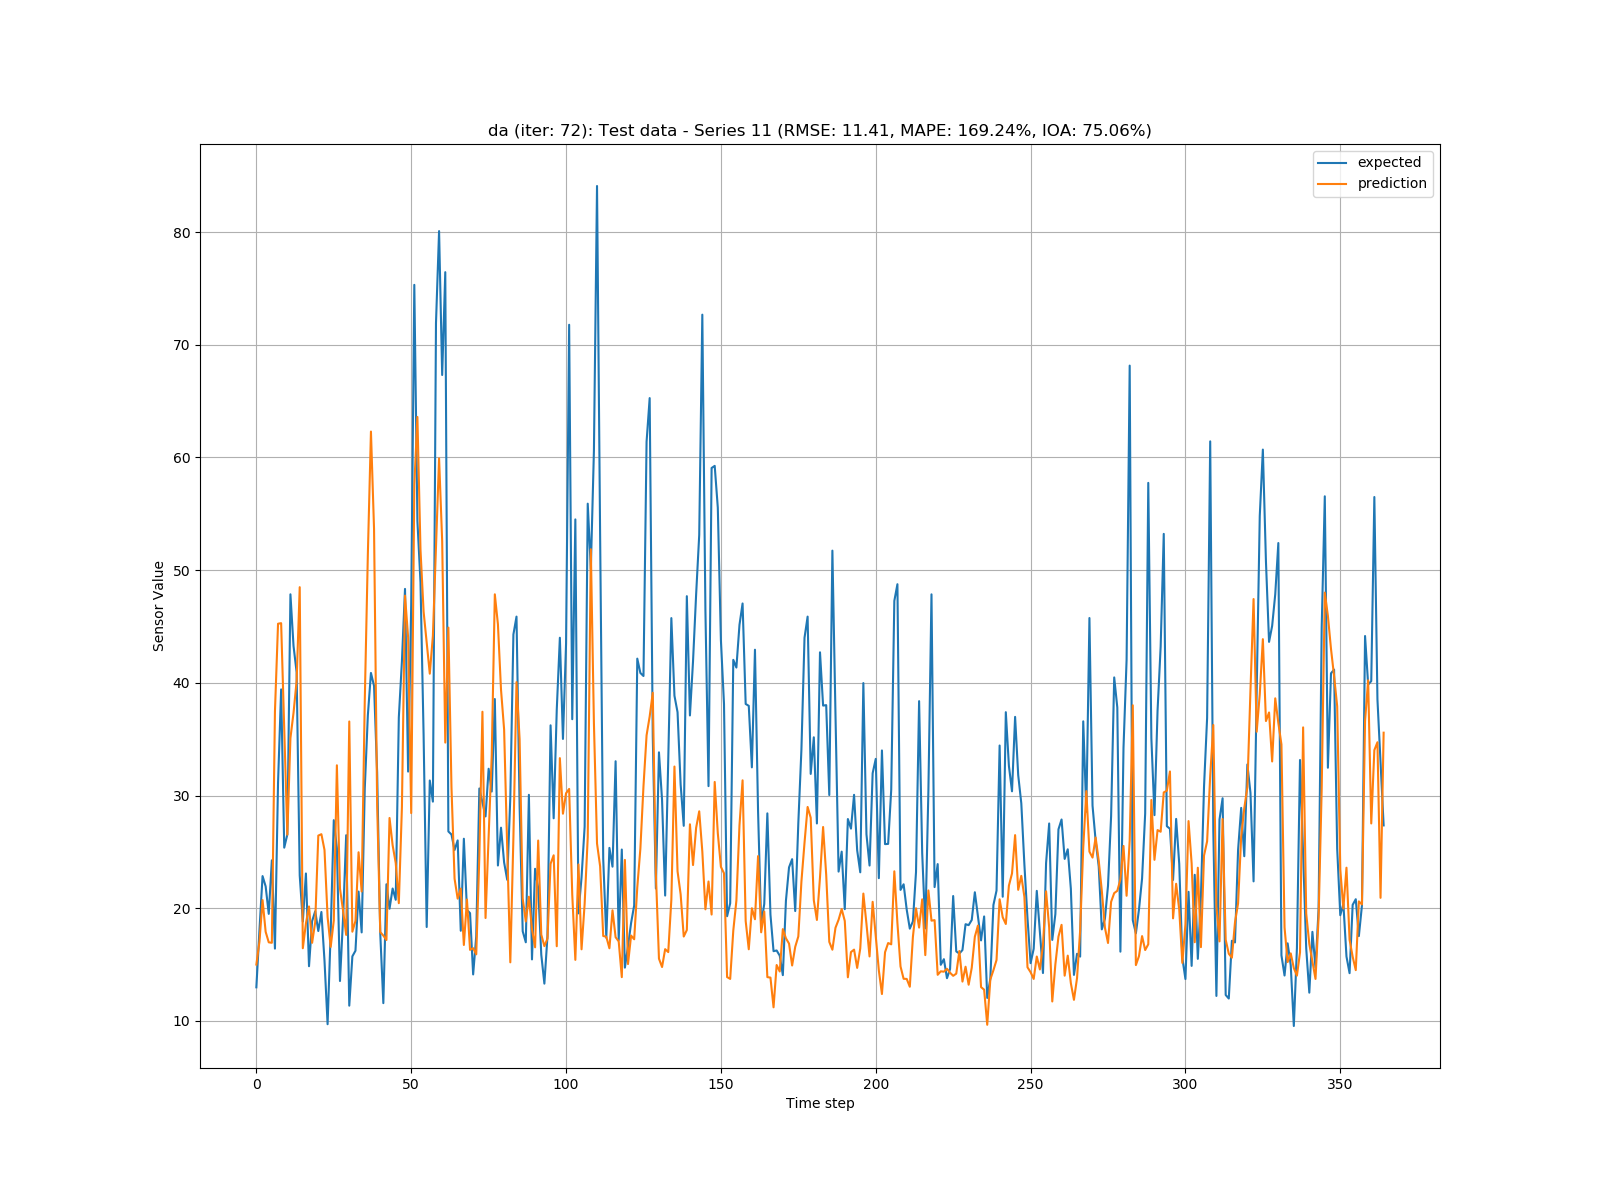 da (iter: 72): Test data - Series 11 (RMSE: 11.41, MAPE: 169.24%, IOA: 75.06%)
expected
prediction
80
70
60
50
40
30
20
10
Sensor Value
0 50 100 150 200 250 300 350
Time step